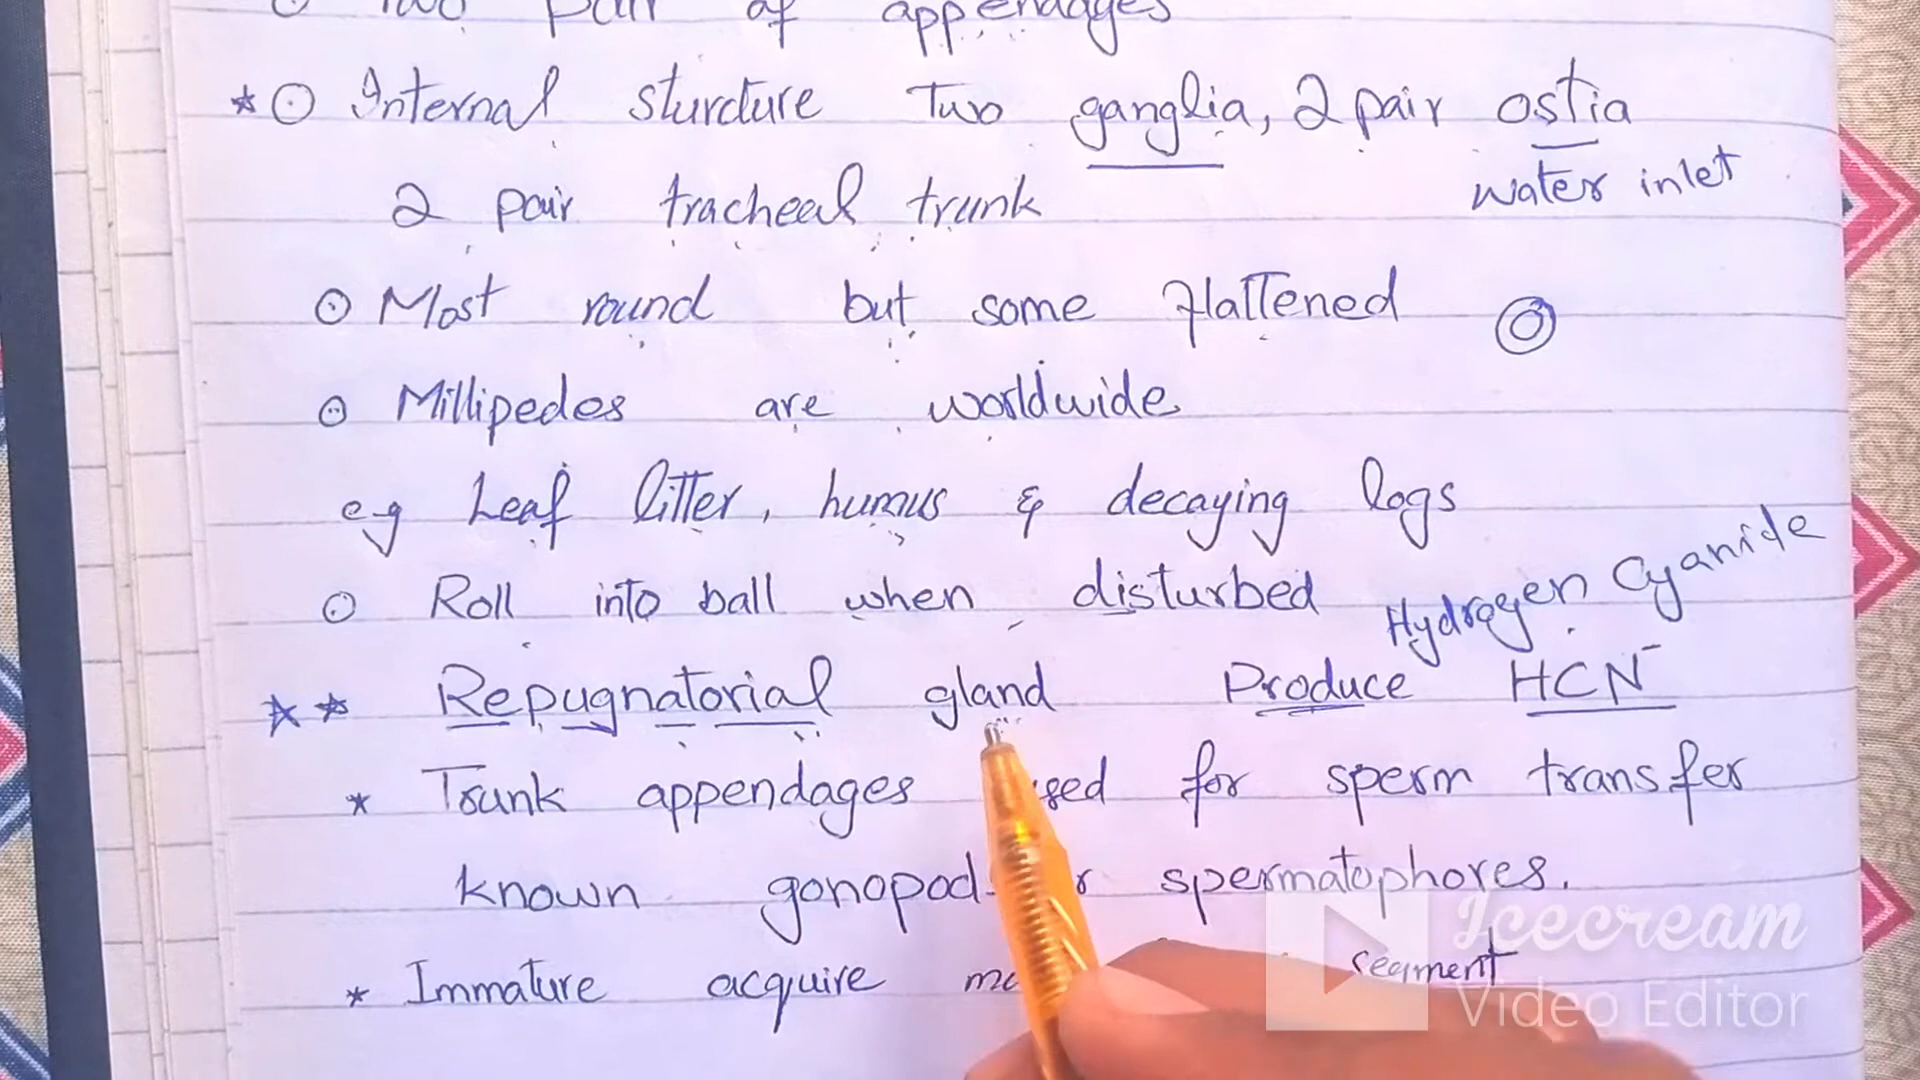 Two pair of appendages
Internal sturcture Two ganglia, 2 pair ostia
water inlet
2 pair tracheal trunk
Most round but some flattened
Millipedes are worldwide
eg Leaf litter, humus & decaying logs
Roll into ball when disturbed
Hydrogen Cyanide
Repugnatorial gland Produce HCN⁻
Trunk appendages used for sperm transfer
known gonopod spermatophores.
Immature acquire segment
Icecream
Video Editor